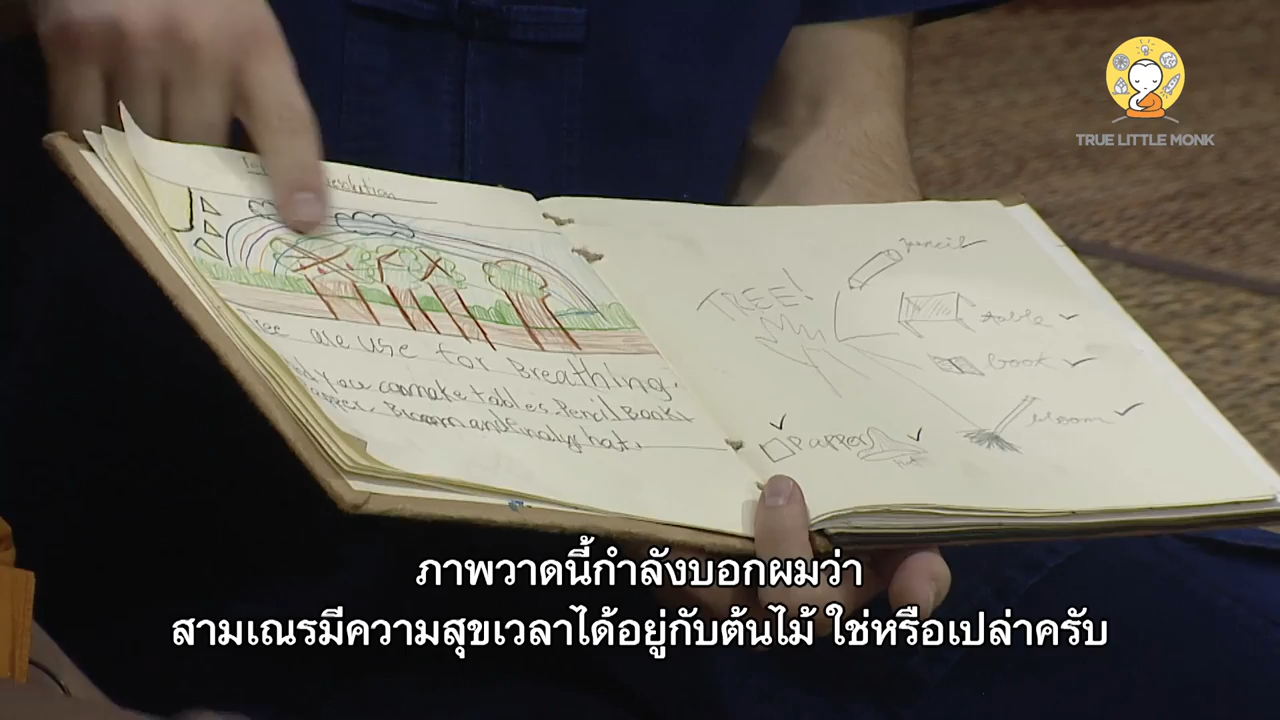 TRUE LITTLE MONK
Tree are use for Breathing.
you can make tables. Pencil Book
Broom and finaly hat.
TREE!
pencil
table
book
bloom
papper
hat
ภาพวาดนี้กำลังบอกผมว่า
สามเณรมีความสุขเวลาได้อยู่กับต้นไม้ ใช่หรือเปล่าครับ